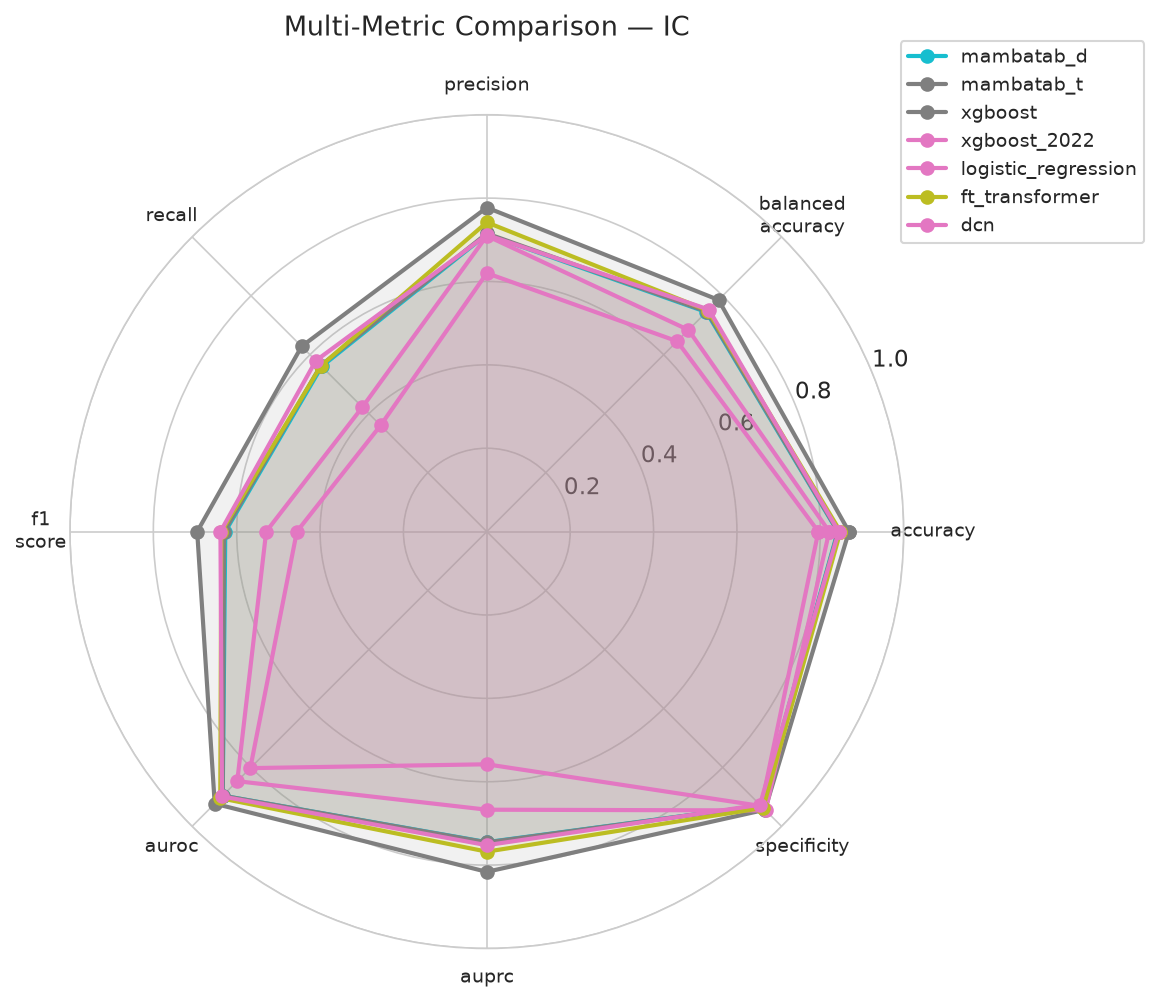 Multi-Metric Comparison — IC
mambatab_d
mambatab_t
xgboost
xgboost_2022
logistic_regression
ft_transformer
dcn
precision
balanced
accuracy
recall
1.0
0.8
0.6
0.4
0.2
f1
score
accuracy
auroc
specificity
auprc